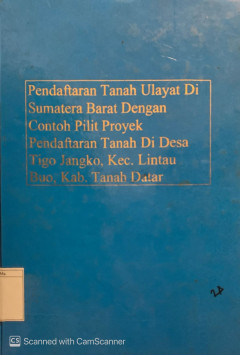 Pendaftaran Tanah Ulayat Di
Sumatera Barat Dengan
Contoh Pilit Proyek
Pendaftaran Tanah Di Desa
Tigo Jangko, Kec. Lintau
Buo, Kab. Tanah Datar
CS Scanned with CamScanner